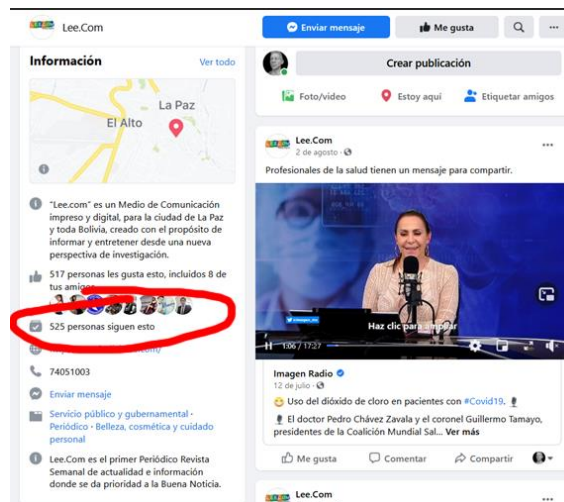 Lee.Com
Enviar mensaje
Me gusta
Información
Ver todo
La Paz
El Alto
"Lee.com" es un Medio de Comunicación
impreso y digital, para la ciudad de La Paz
y toda Bolivia, creado con el propósito de
informar y entretener desde una nueva
perspectiva de investigación.
517 personas les gusta esto, incluidos 8 de
tus amigos
525 personas siguen esto
74051003
Enviar mensaje
Servicio público y gubernamental ·
Periódico · Belleza, cosmética y cuidado
personal
Lee.Com es el primer Periódico Revista
Semanal de actualidad e información
donde se da prioridad a la Buena Noticia.
Crear publicación
Foto/video
Estoy aquí
Etiquetar amigos
Lee.Com
2 de agosto ·
Profesionales de la salud tienen un mensaje para compartir.
Haz clic para ampliar
1:06 / 17:27
Imagen Radio
12 de julio ·
Uso del dióxido de cloro en pacientes con #Covid19.
El doctor Pedro Chávez Zavala y el coronel Guillermo Tamayo,
presidentes de la Coalición Mundial Sal... Ver más
Me gusta
Comentar
Compartir
Lee.Com